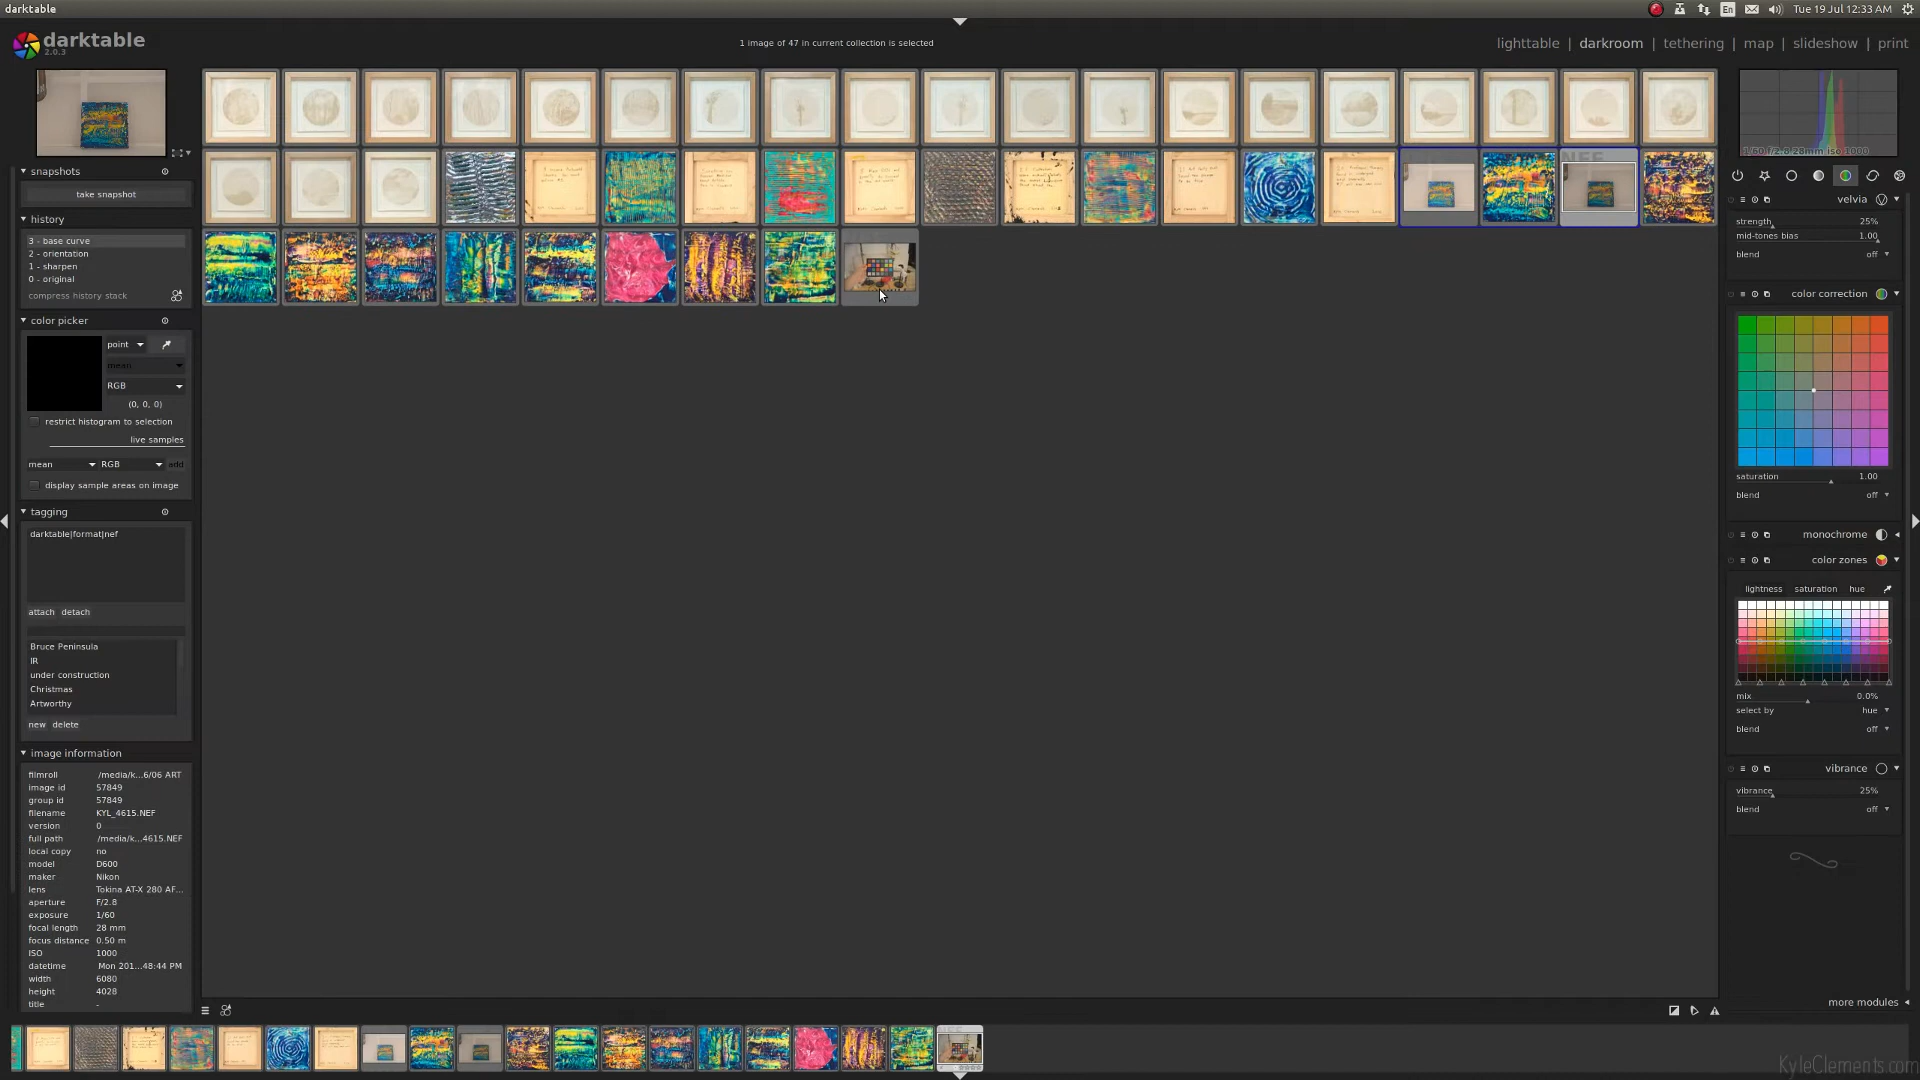 darktable
En
Tue 19 Jul 12:33 AM
darktable
2.0.3
1 image of 47 in current collection is selected
lighttable | darkroom | tethering | map | slideshow | print
1/60 f/2.8 28mm iso 1000
snapshots
take snapshot
history
3 - base curve
2 - orientation
1 - sharpen
0 - original
compress history stack
color picker
point
mean
RGB
(0, 0, 0)
restrict histogram to selection
live samples
mean RGB add
display sample areas on image
tagging
darktable|format|nef
attach detach
Bruce Peninsula
IR
under construction
Christmas
Artworthy
new delete
image information
filmroll /media/k...6/06 ART
image id 57849
group id 57849
filename KYL_4615.NEF
version 0
full path /media/k...4615.NEF
local copy no
model D600
maker Nikon
lens Tokina AT-X 280 AF...
aperture F/2.8
exposure 1/60
focal length 28 mm
focus distance 0.50 m
ISO 1000
datetime Mon 201...48:44 PM
width 6080
height 4028
title -
velvia
strength 25%
mid-tones bias 1.00
blend off
color correction
saturation 1.00
blend off
monochrome
color zones
lightness saturation hue
mix 0.0%
select by hue
blend off
vibrance
vibrance 25%
blend off
more modules
KyleClements.com